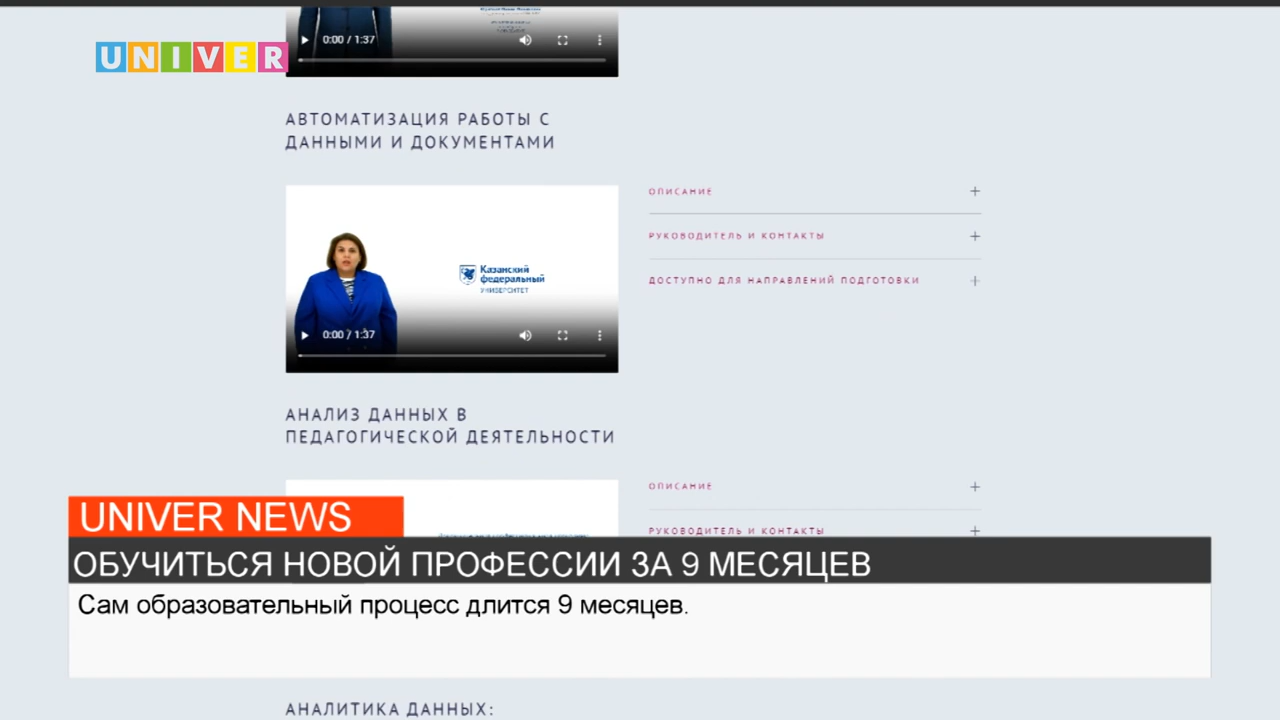 UNIVER
0:00 / 1:37
АВТОМАТИЗАЦИЯ РАБОТЫ С
ДАННЫМИ И ДОКУМЕНТАМИ
ОПИСАНИЕ
РУКОВОДИТЕЛЬ И КОНТАКТЫ
ДОСТУПНО ДЛЯ НАПРАВЛЕНИЙ ПОДГОТОВКИ
Казанский
федеральный
УНИВЕРСИТЕТ
0:00 / 1:37
АНАЛИЗ ДАННЫХ В
ПЕДАГОГИЧЕСКОЙ ДЕЯТЕЛЬНОСТИ
ОПИСАНИЕ
РУКОВОДИТЕЛЬ И КОНТАКТЫ
UNIVER NEWS
ОБУЧИТЬСЯ НОВОЙ ПРОФЕССИИ ЗА 9 МЕСЯЦЕВ
Сам образовательный процесс длится 9 месяцев.
АНАЛИТИКА ДАННЫХ: